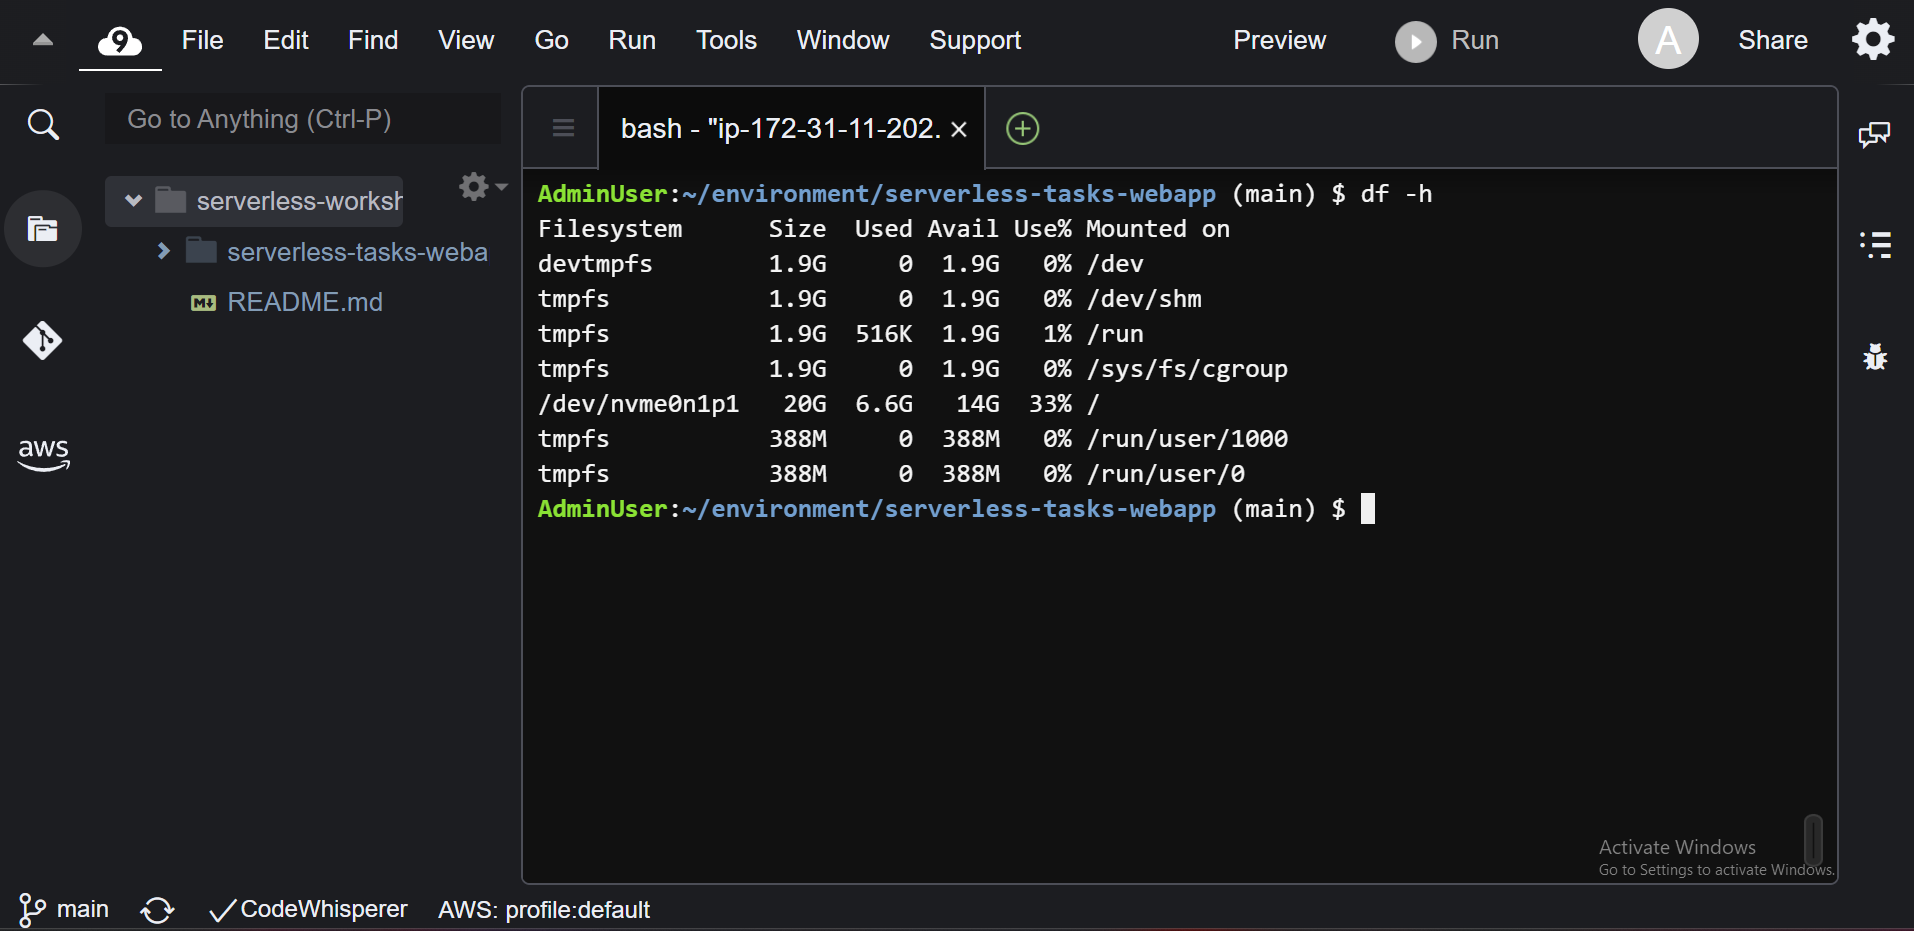 9 File Edit Find View Go Run Tools Window Support Preview Run A Share
Go to Anything (Ctrl-P)
serverless-worksh
serverless-tasks-weba
M↓ README.md
aws
bash - "ip-172-31-11-202. ×
AdminUser:~/environment/serverless-tasks-webapp (main) $ df -h
Filesystem      Size  Used Avail Use% Mounted on
devtmpfs        1.9G     0  1.9G   0% /dev
tmpfs           1.9G     0  1.9G   0% /dev/shm
tmpfs           1.9G  516K  1.9G   1% /run
tmpfs           1.9G     0  1.9G   0% /sys/fs/cgroup
/dev/nvme0n1p1   20G  6.6G   14G  33% /
tmpfs           388M     0  388M   0% /run/user/1000
tmpfs           388M     0  388M   0% /run/user/0
AdminUser:~/environment/serverless-tasks-webapp (main) $
Activate Windows
Go to Settings to activate Windows.
main CodeWhisperer AWS: profile:default